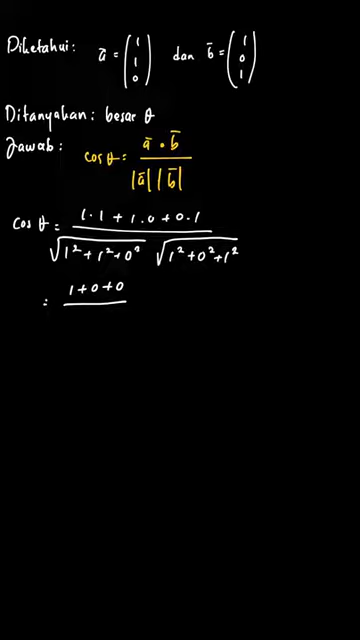 Diketahui: ā = (1 1 0) dan b̄ = (1 0 1)
Ditanyakan: besar θ
Jawab:
cos θ = ā • b̄ / |ā| |b̄|
cos θ = 1.1 + 1.0 + 0.1 / √1² + 1² + 0² √1² + 0² + 1²
= 1 + 0 + 0